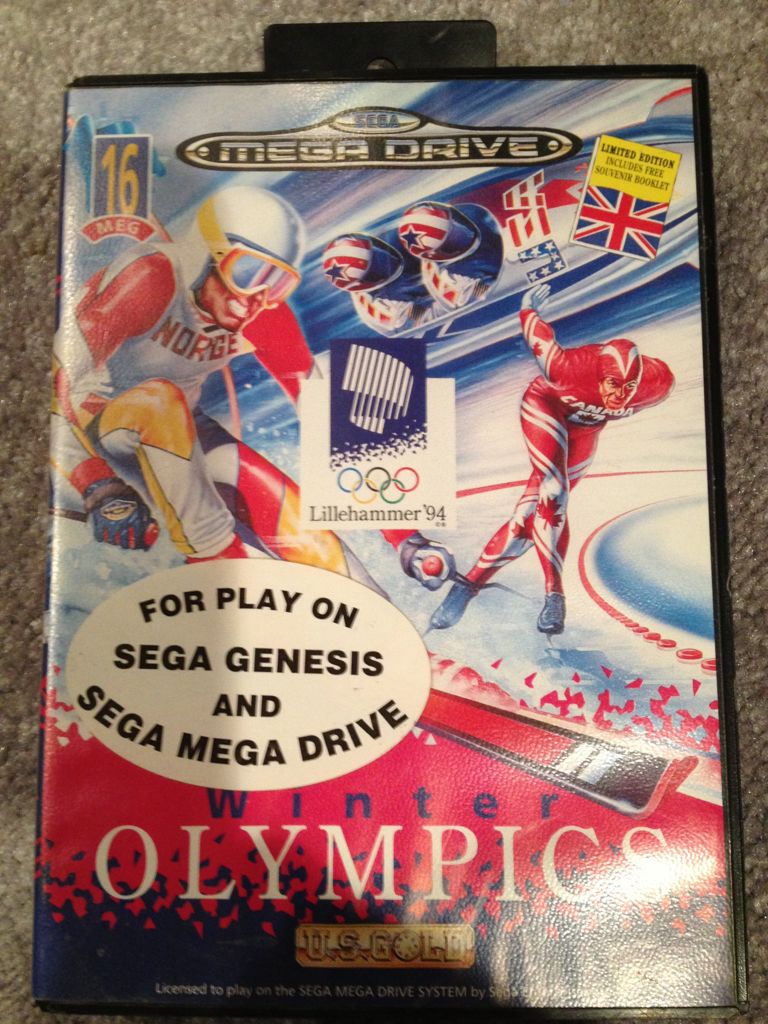 SEGA
MEGA DRIVE
16
MEG
LIMITED EDITION
INCLUDES FREE
SOUVENIR BOOKLET
NORGE
CANADA
Lillehammer '94
FOR PLAY ON
SEGA GENESIS
AND
SEGA MEGA DRIVE
Winter
OLYMPICS
U.S. GOLD
Licensed to play on the SEGA MEGA DRIVE SYSTEM by